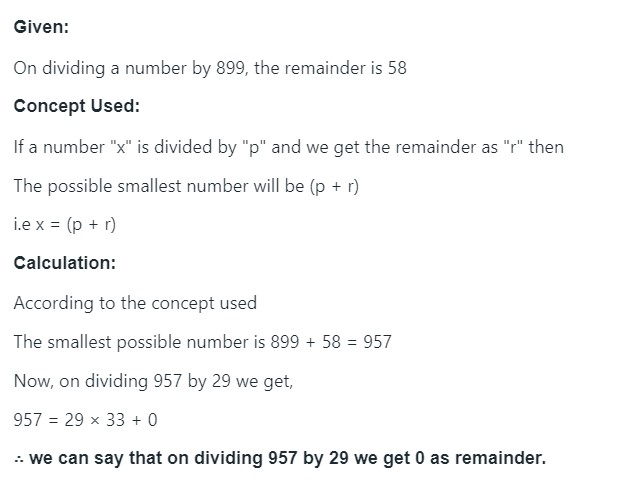 Given:
On dividing a number by 899, the remainder is 58
Concept Used:
If a number "x" is divided by "p" and we get the remainder as "r" then
The possible smallest number will be (p + r)
i.e x = (p + r)
Calculation:
According to the concept used
The smallest possible number is 899 + 58 = 957
Now, on dividing 957 by 29 we get,
957 = 29 × 33 + 0
∴ we can say that on dividing 957 by 29 we get 0 as remainder.